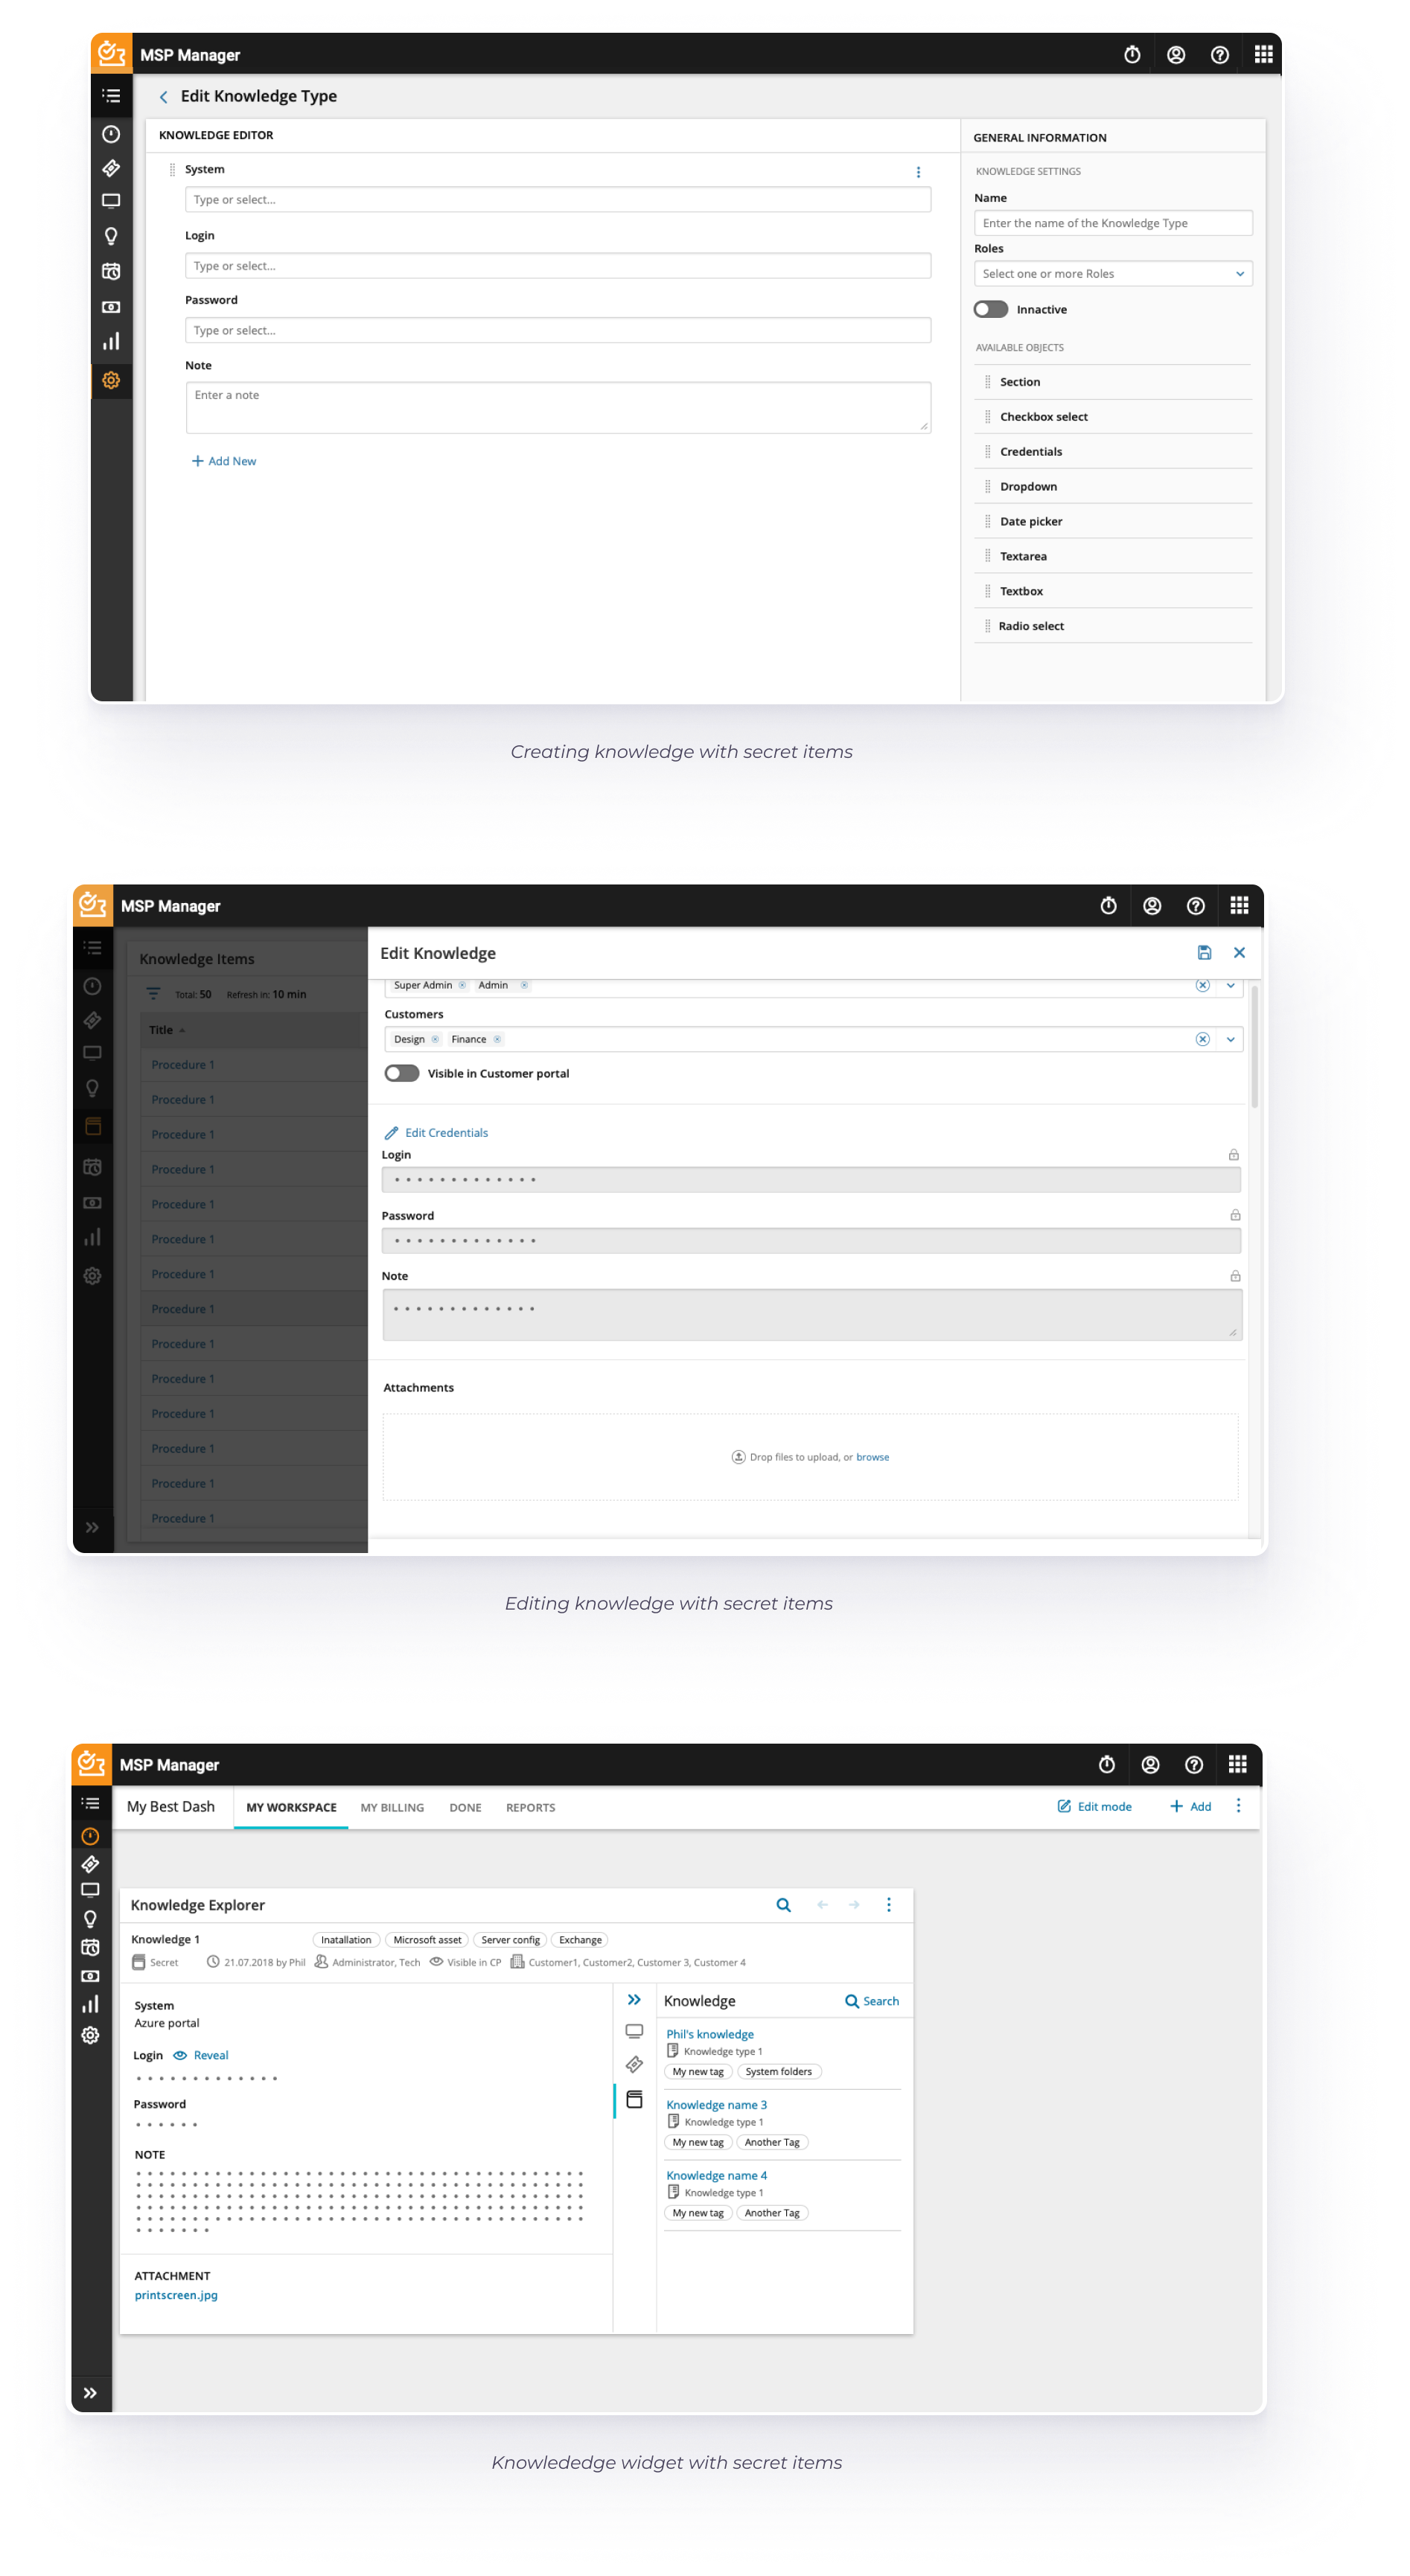 MSP Manager
Edit Knowledge Type
KNOWLEDGE EDITOR
System
Type or select...
Login
Type or select...
Password
Type or select...
Note
Enter a note
Add New
GENERAL INFORMATION
KNOWLEDGE SETTINGS
Name
Enter the name of the Knowledge Type
Roles
Select one or more Roles
Innactive
AVAILABLE OBJECTS
Section
Checkbox select
Credentials
Dropdown
Date picker
Textarea
Textbox
Radio select
Creating knowledge with secret items
MSP Manager
Knowledge Items
Total: 50 Refresh in: 10 min
Title
Procedure 1
Procedure 1
Procedure 1
Procedure 1
Procedure 1
Procedure 1
Procedure 1
Procedure 1
Procedure 1
Procedure 1
Procedure 1
Procedure 1
Procedure 1
Procedure 1
Edit Knowledge
Super Admin Admin
Customers
Design Finance
Visible in Customer portal
Edit Credentials
Login
Password
Note
Attachments
Drop files to upload, or browse
Editing knowledge with secret items
MSP Manager
My Best Dash MY WORKSPACE MY BILLING DONE REPORTS Edit mode Add
Knowledge Explorer
Knowledge 1 Inatallation Microsoft asset Server config Exchange
Secret 21.07.2018 by Phil Administrator, Tech Visible in CP Customer1, Customer2, Customer 3, Customer 4
System
Azure portal
Login Reveal
Password
NOTE
ATTACHMENT
printscreen.jpg
Knowledge Search
Phil's knowledge
Knowledge type 1
My new tag System folders
Knowledge name 3
Knowledge type 1
My new tag Another Tag
Knowledge name 4
Knowledge type 1
My new tag Another Tag
Knowlededge widget with secret items